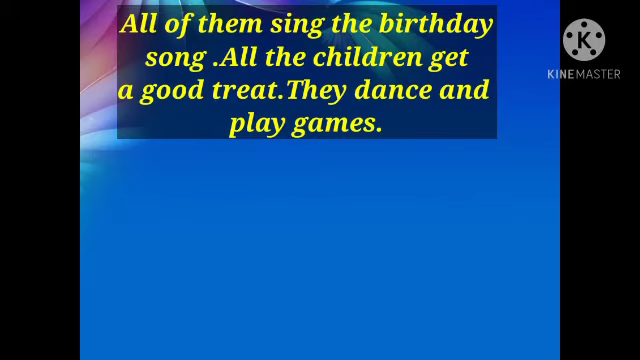 All of them sing the birthday
song .All the children get
a good treat.They dance and
play games.
KINEMASTER